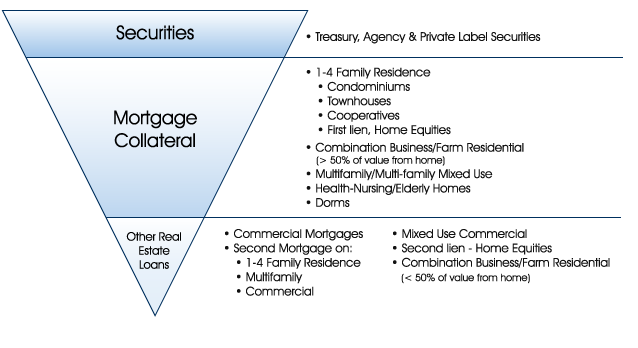 Securities
• Treasury, Agency & Private Label Securities
Mortgage
Collateral
• 1-4 Family Residence
• Condominiums
• Townhouses
• Cooperatives
• First lien, Home Equities
• Combination Business/Farm Residential
(> 50% of value from home)
• Multifamily/Multi-family Mixed Use
• Health-Nursing/Elderly Homes
• Dorms
Other Real
Estate
Loans
• Commercial Mortgages
• Second Mortgage on:
• 1-4 Family Residence
• Multifamily
• Commercial
• Mixed Use Commercial
• Second lien - Home Equities
• Combination Business/Farm Residential
(< 50% of value from home)